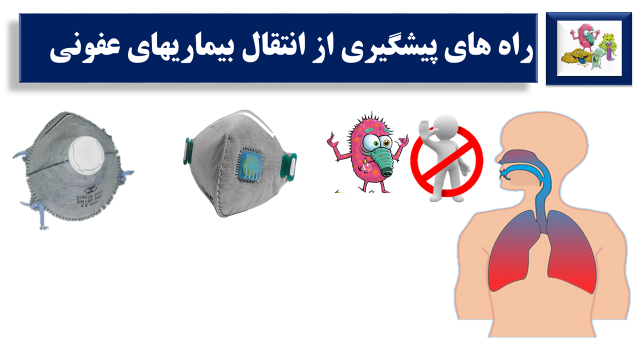 راه های پیشگیری از انتقال بیماریهای عفونی